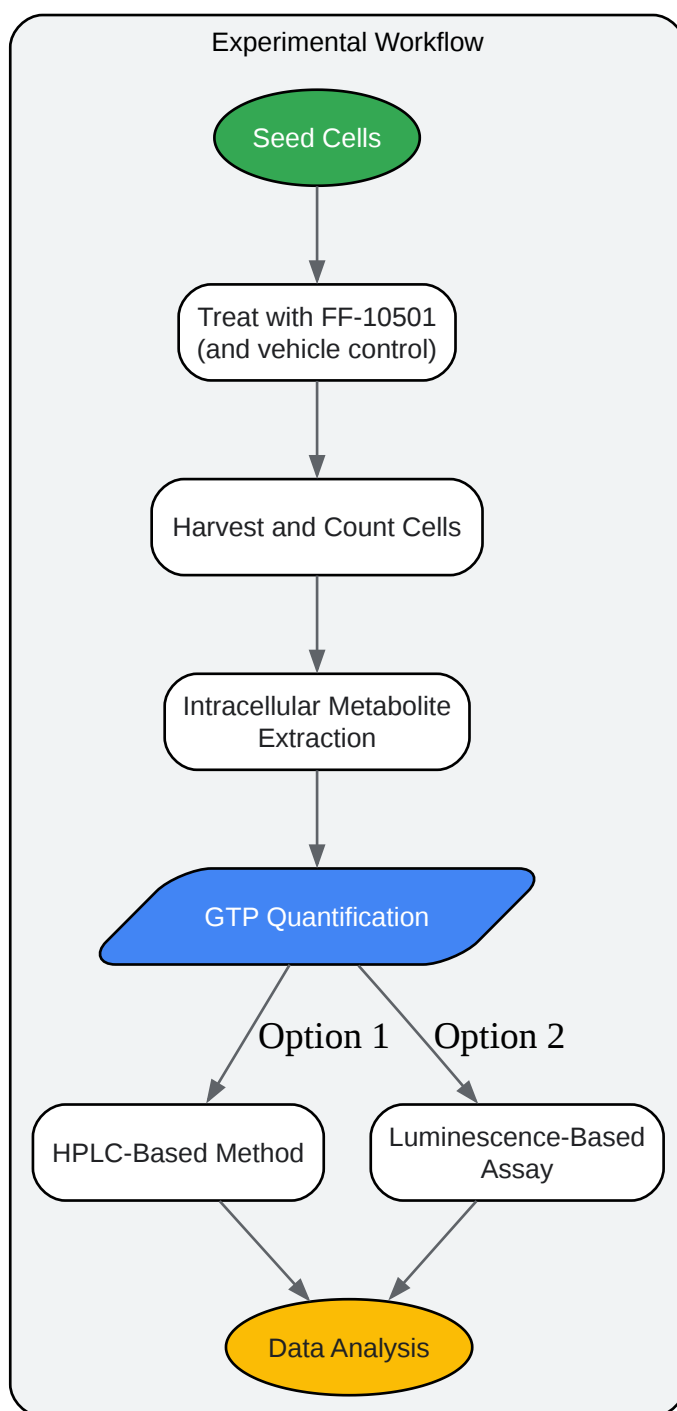 Experimental Workflow
Seed Cells
Treat with FF-10501
(and vehicle control)
Harvest and Count Cells
Intracellular Metabolite
Extraction
GTP Quantification
Option 1
Option 2
HPLC-Based Method
Luminescence-Based
Assay
Data Analysis